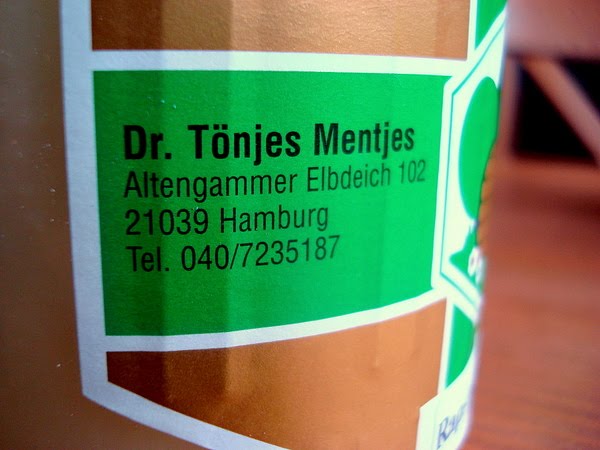 Dr. Tönjes Mentjes
Altengammer Elbdeich 102
21039 Hamburg
Tel. 040/7235187